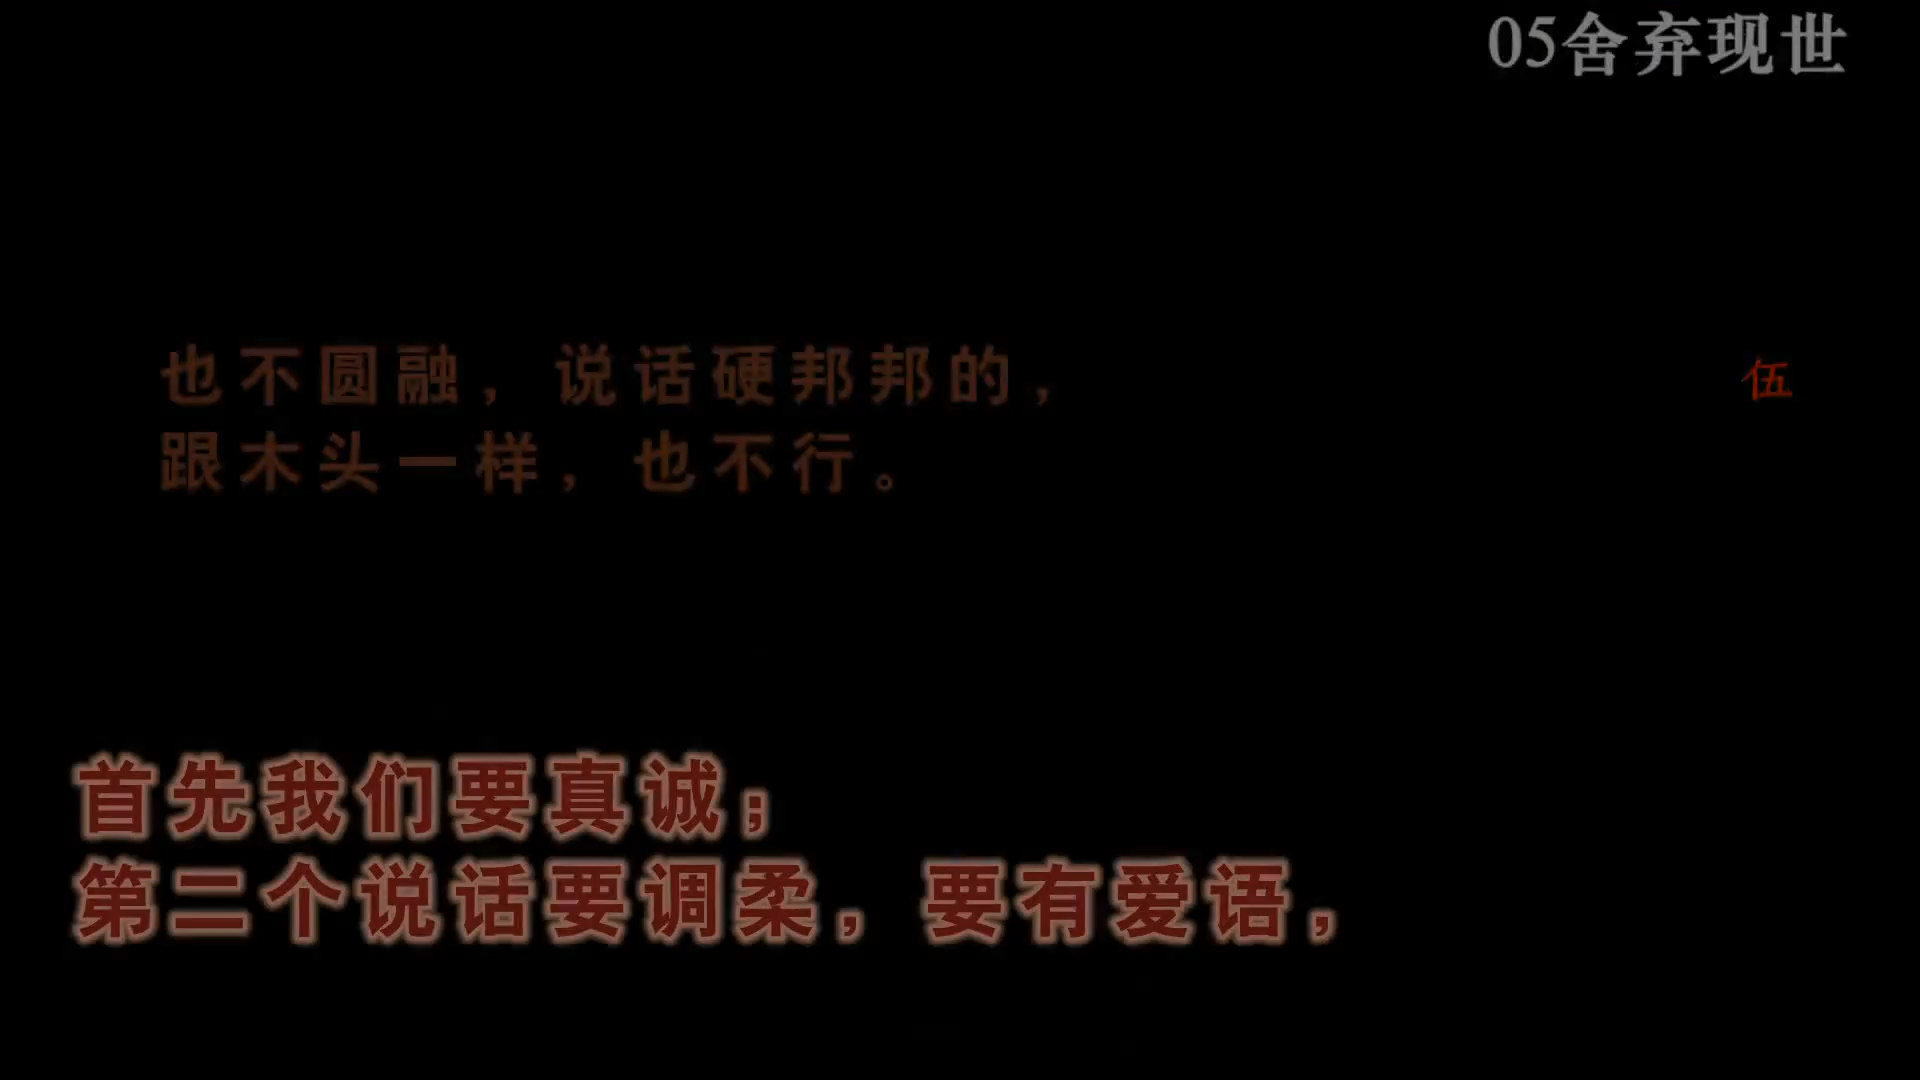 05舍弃现世
也不圆融，说话硬邦邦的，
跟木头一样，也不行。
伍
首先我们要真诚；
第二个说话要调柔，要有爱语，